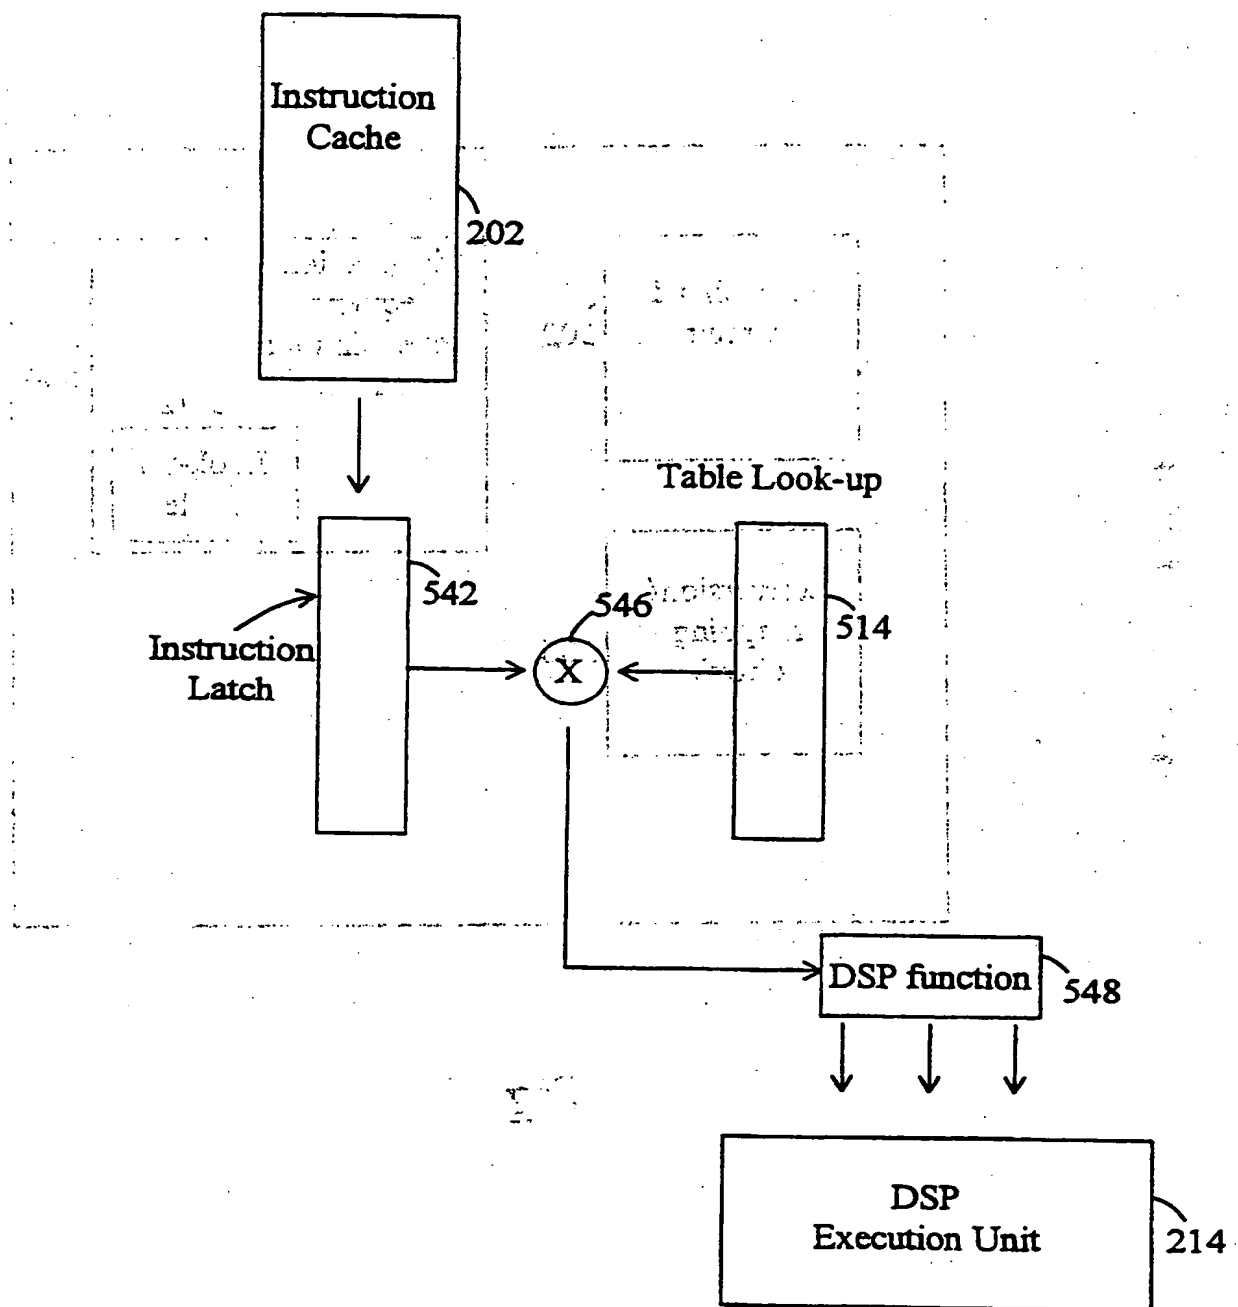 Instruction
Cache
202
Table Look-up
542
546
514
Instruction
Latch
X
DSP function
548
DSP
Execution Unit
214